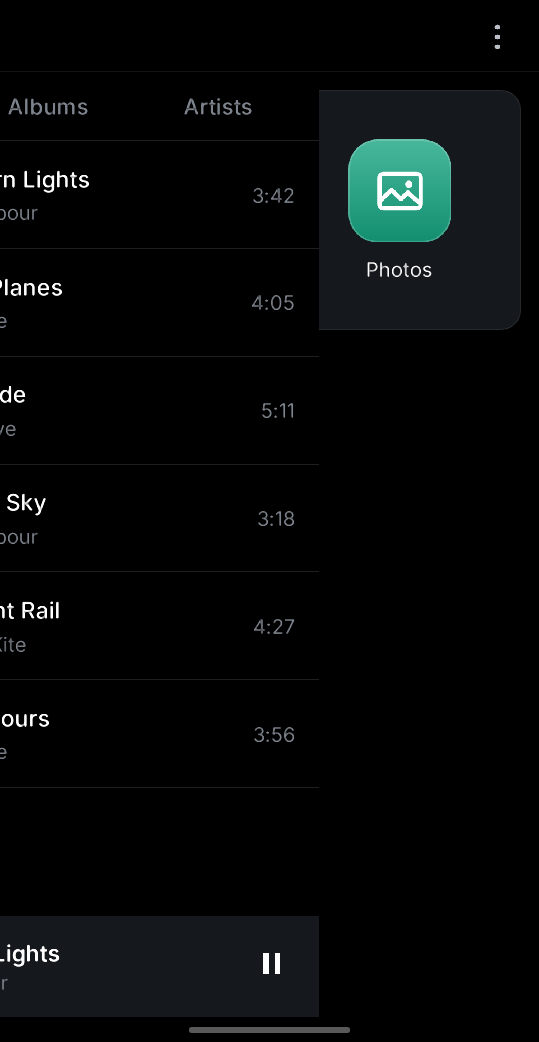 Albums Artists
rn Lights
3:42
bour
Photos
Planes
4:05
e
de
5:11
ve
Sky
3:18
bour
nt Rail
4:27
Kite
ours
3:56
e
Lights
r